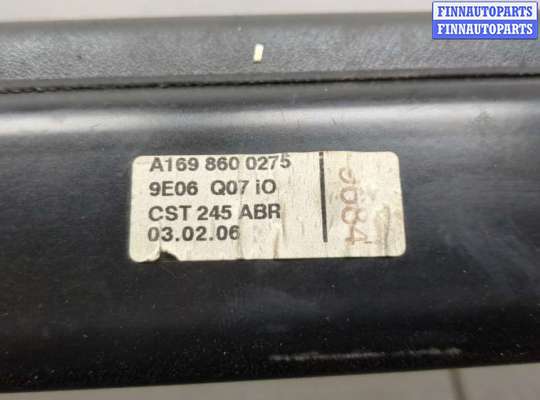 FINNAUTOPARTS
FINNAUTOPARTS
A169 860 0275
9E06 Q07 iO
CST 245 ABR
03.02.06